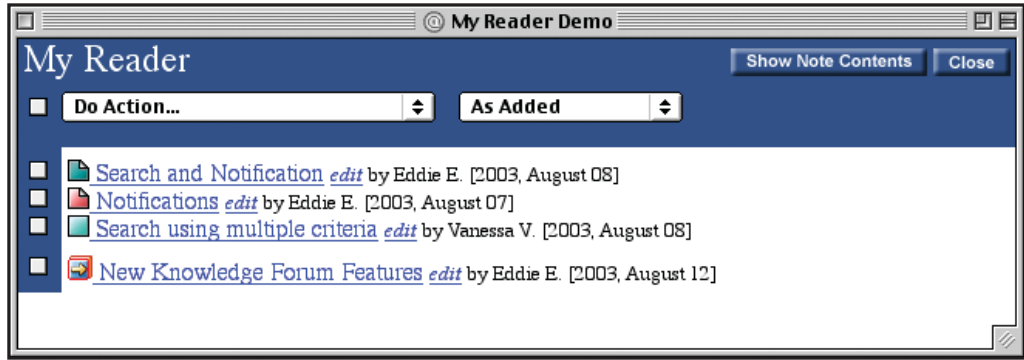 My Reader Demo
My Reader
Show Note Contents
Close
Do Action...
As Added
Search and Notification edit by Eddie E. [2003, August 08]
Notifications edit by Eddie E. [2003, August 07]
Search using multiple criteria edit by Vanessa V. [2003, August 08]
New Knowledge Forum Features edit by Eddie E. [2003, August 12]